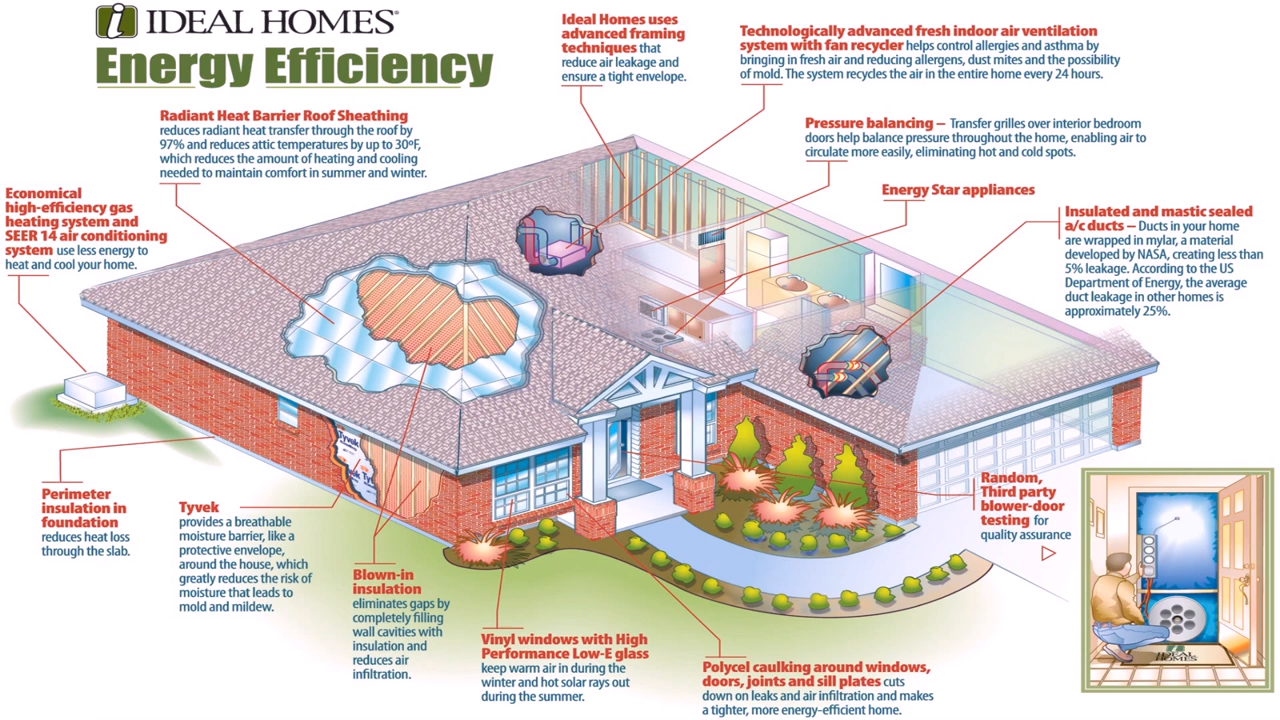 i IDEAL HOMES®
Energy Efficiency
Ideal Homes uses
advanced framing
techniques that
reduce air leakage and
ensure a tight envelope.
Technologically advanced fresh indoor air ventilation
system with fan recycler helps control allergies and asthma by
bringing in fresh air and reducing allergens, dust mites and the possibility
of mold. The system recycles the air in the entire home every 24 hours.
Radiant Heat Barrier Roof Sheathing
reduces radiant heat transfer through the roof by
97% and reduces attic temperatures by up to 30ºF,
which reduces the amount of heating and cooling
needed to maintain comfort in summer and winter.
Pressure balancing – Transfer grilles over interior bedroom
doors help balance pressure throughout the home, enabling air to
circulate more easily, eliminating hot and cold spots.
Energy Star appliances
Economical
high-efficiency gas
heating system and
SEER 14 air conditioning
system use less energy to
heat and cool your home.
Insulated and mastic sealed
a/c ducts – Ducts in your home
are wrapped in mylar, a material
developed by NASA, creating less than
5% leakage. According to the US
Department of Energy, the average
duct leakage in other homes is
approximately 25%.
Tyvek
Perimeter
insulation in
foundation
reduces heat loss
through the slab.
Tyvek
provides a breathable
moisture barrier, like a
protective envelope,
around the house, which
greatly reduces the risk of
moisture that leads to
mold and mildew.
Blown-in
insulation
eliminates gaps by
completely filling
wall cavities with
insulation and
reduces air
infiltration.
Vinyl windows with High
Performance Low-E glass
keep warm air in during the
winter and hot solar rays out
during the summer.
Polycel caulking around windows,
doors, joints and sill plates cuts
down on leaks and air infiltration and makes
a tighter, more energy-efficient home.
Random,
Third party
blower-door
testing for
quality assurance
IDEAL
HOMES